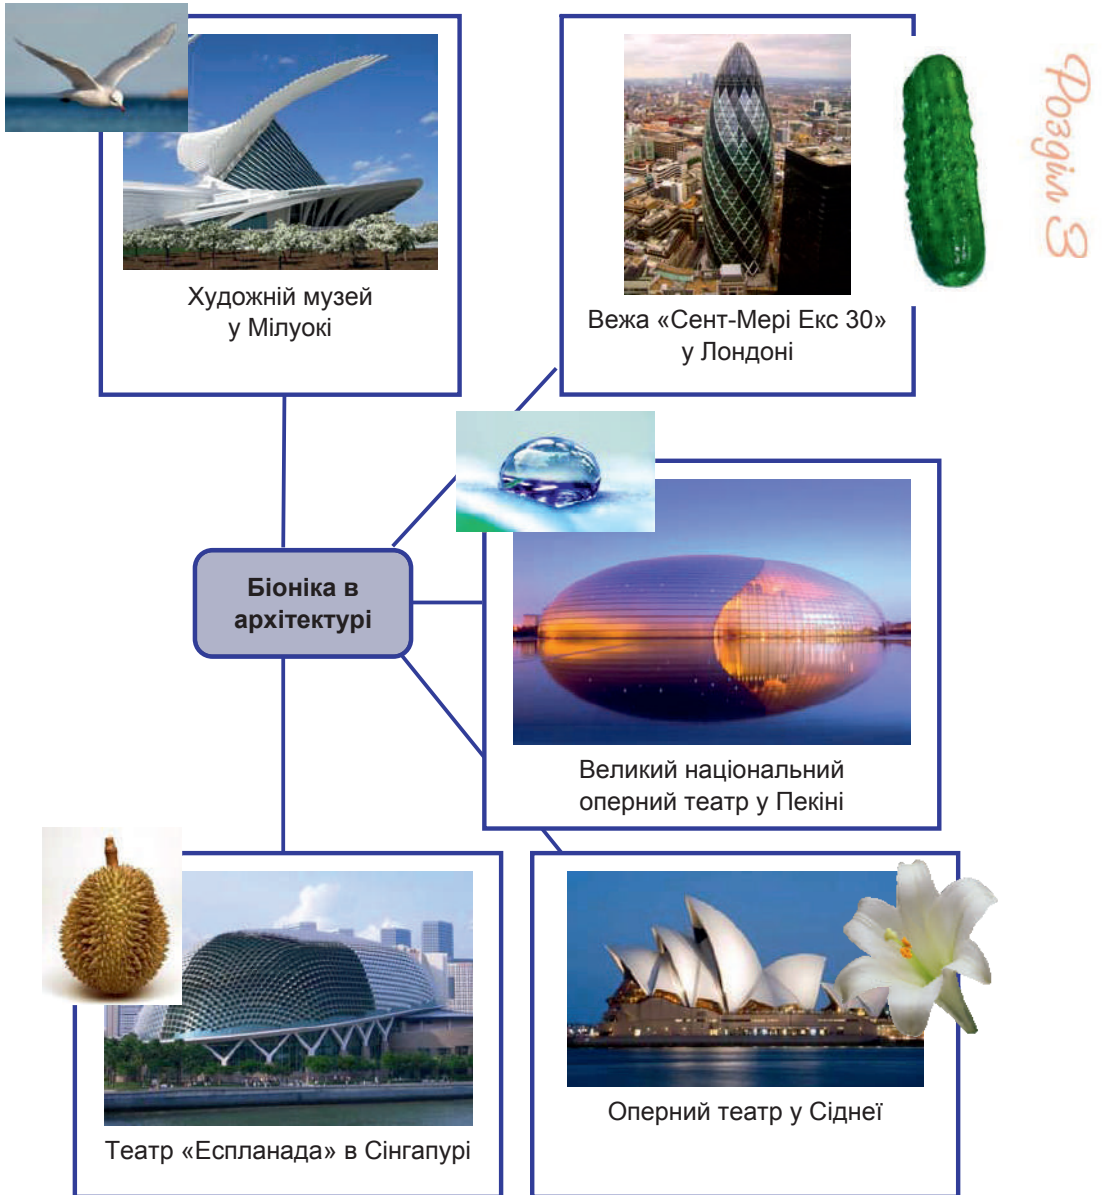 Художній музей
у Мілуокі
Вежа «Сент-Мері Екс 30»
у Лондоні
Розділ 3
Біоніка в
архітектурі
Великий національний
оперний театр у Пекіні
Театр «Еспланада» в Сінгапурі
Оперний театр у Сіднеї